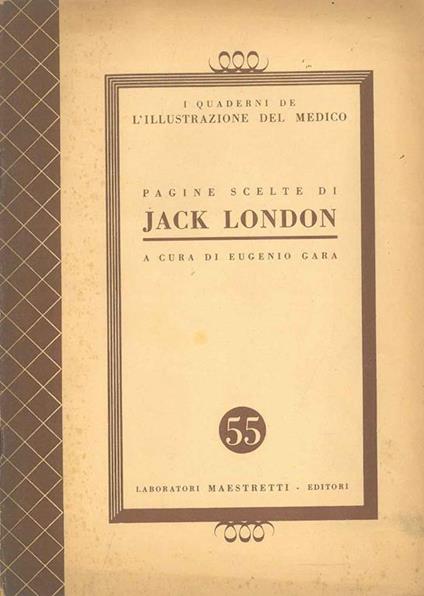 I QUADERNI DE
L'ILLUSTRAZIONE DEL MEDICO
PAGINE SCELTE DI
JACK LONDON
A CURA DI EUGENIO GARA
55
LABORATORI MAESTRETTI - EDITORI